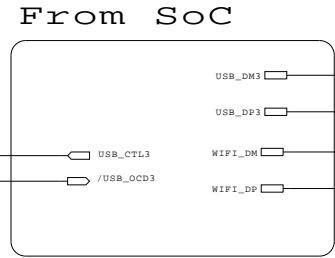 From SoC
USB_DM3
USB_DP3
USB_CTL3
WIFI_DM
/USB_OCD3
WIFI_DP